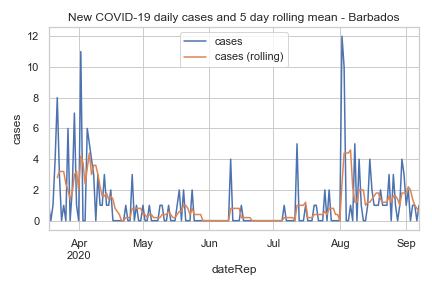 New COVID-19 daily cases and 5 day rolling mean - Barbados
cases
cases (rolling)
12
10
8
6
4
2
0
cases
Apr
2020
May
Jun
Jul
Aug
Sep
dateRep